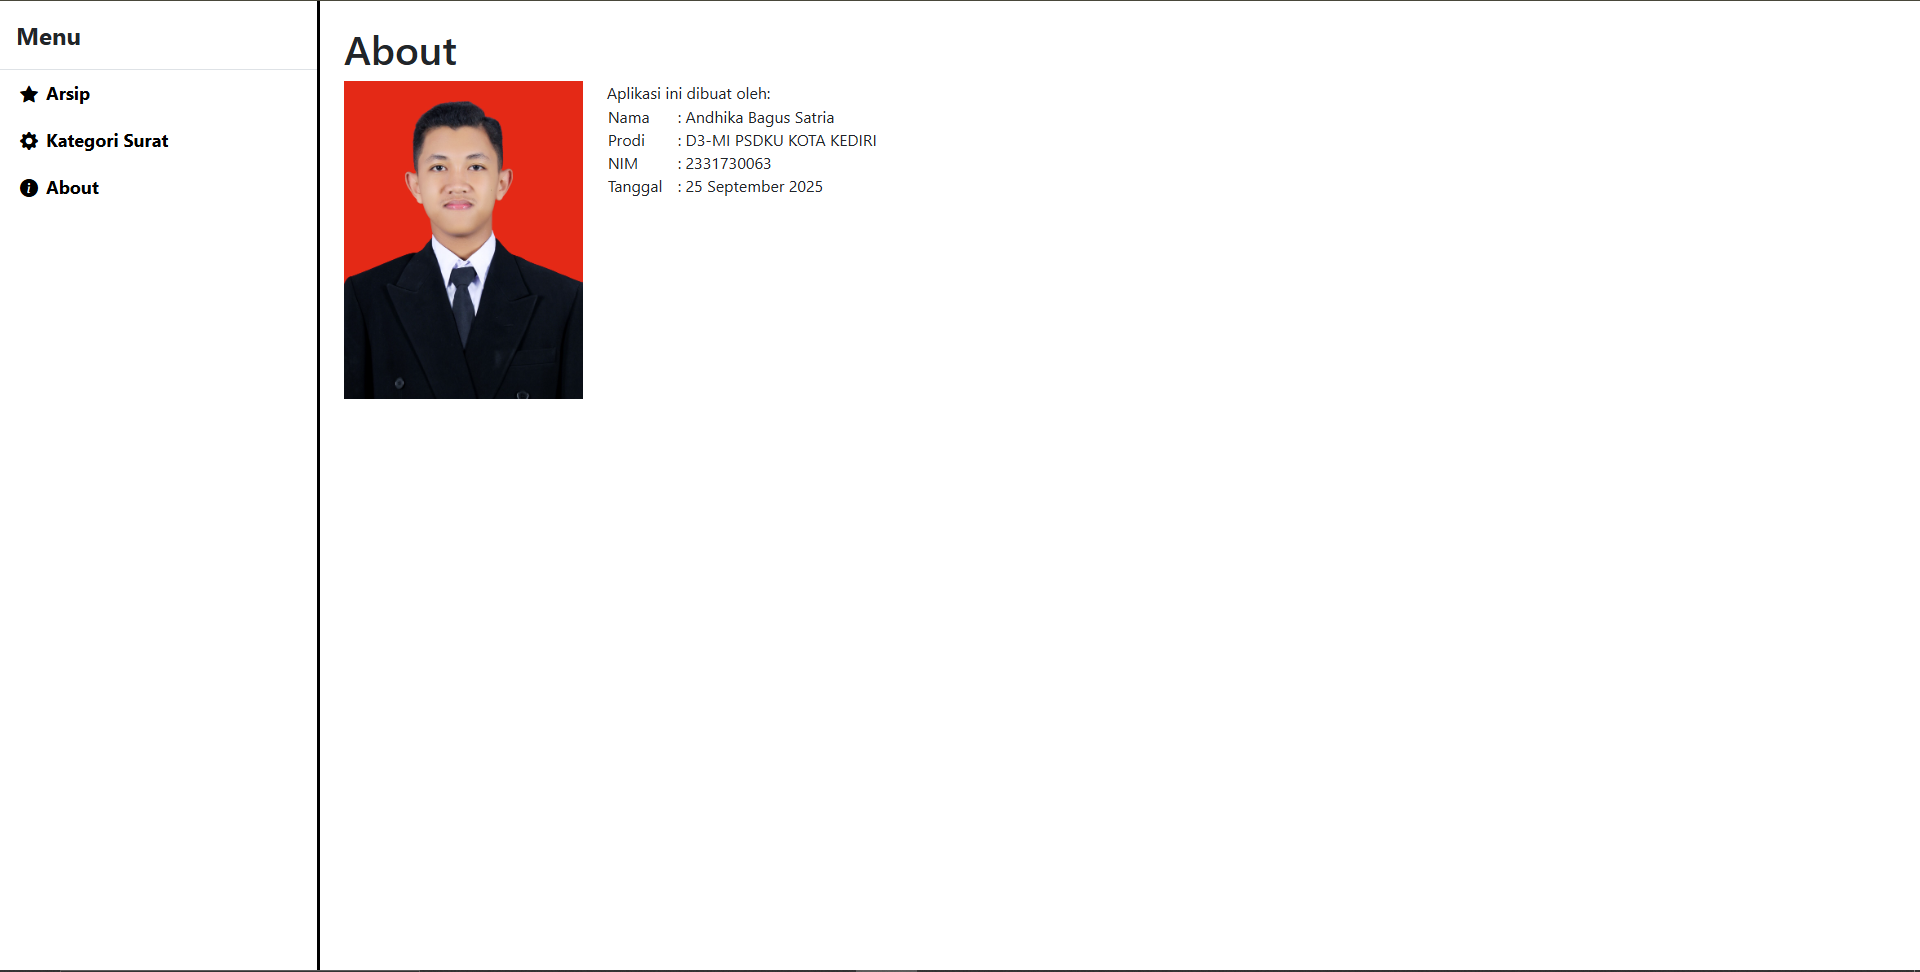 Menu
Arsip
Kategori Surat
About
About
Aplikasi ini dibuat oleh:
Nama : Andhika Bagus Satria
Prodi : D3-MI PSDKU KOTA KEDIRI
NIM : 2331730063
Tanggal : 25 September 2025